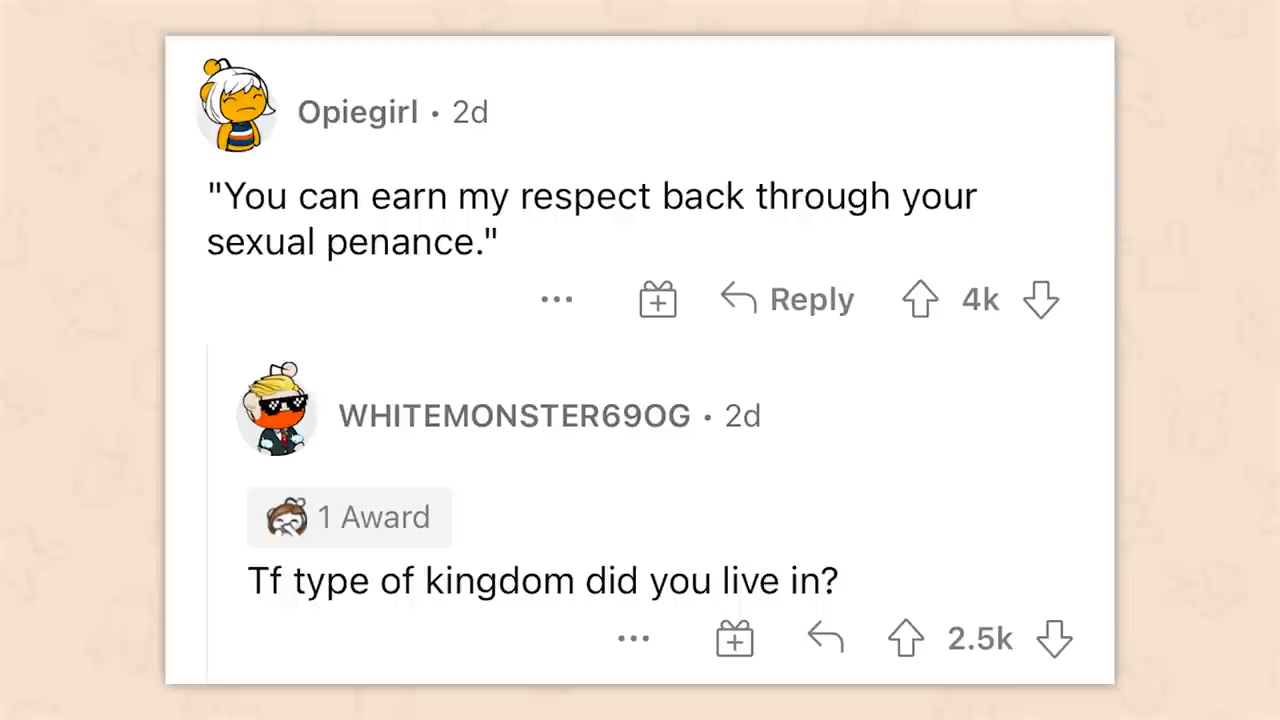 Opiegirl • 2d
"You can earn my respect back through your
sexual penance."
Reply 4k
WHITEMONSTER69OG • 2d
1 Award
Tf type of kingdom did you live in?
2.5k